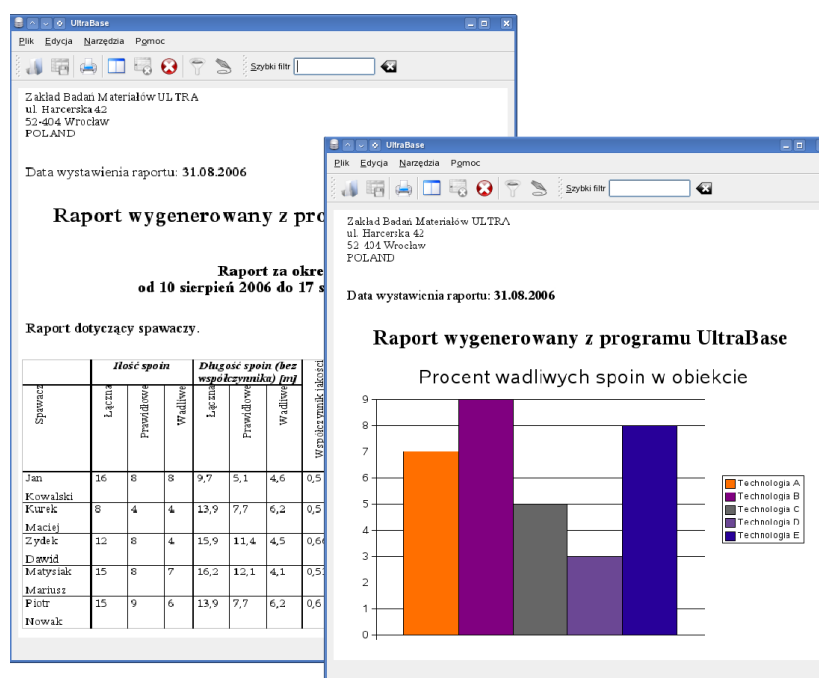 UltraBase
Plik Edycja Narzędzia Pomoc
Szybki filtr
Zakład Badań Materiałów ULTRA
ul. Harcerska 42
52-404 Wrocław
POLAND
Data wystawienia raportu: 31.08.2006
Raport wygenerowany z pro
Raport za okre
od 10 sierpień 2006 do 17 s
Raport dotyczący spawaczy.
Ilość spoin Długość spoin (bez współczynnika) [m]
Spawacz Łączna Prawidłowe Wadliwe Łączna Prawidłowe Wadliwe Współczynnik jakości
Jan Kowalski 16 8 8 9,7 5,1 4,6 0,5
Kurek Maciej 8 4 4 13,9 7,7 6,2 0,5
Zydek Dawid 12 8 4 15,9 11,4 4,5 0,66
Matysiak Mariusz 15 8 7 16,2 12,1 4,1 0,53
Piotr Nowak 15 9 6 13,9 7,7 6,2 0,6
UltraBase
Plik Edycja Narzędzia Pomoc
Szybki filtr
Zakład Badań Materiałów ULTRA
ul. Harcerska 42
52-404 Wrocław
POLAND
Data wystawienia raportu: 31.08.2006
Raport wygenerowany z programu UltraBase
Procent wadliwych spoin w obiekcie
9
8
7
6
5
4
3
2
1
0
Technologia A
Technologia B
Technologia C
Technologia D
Technologia E